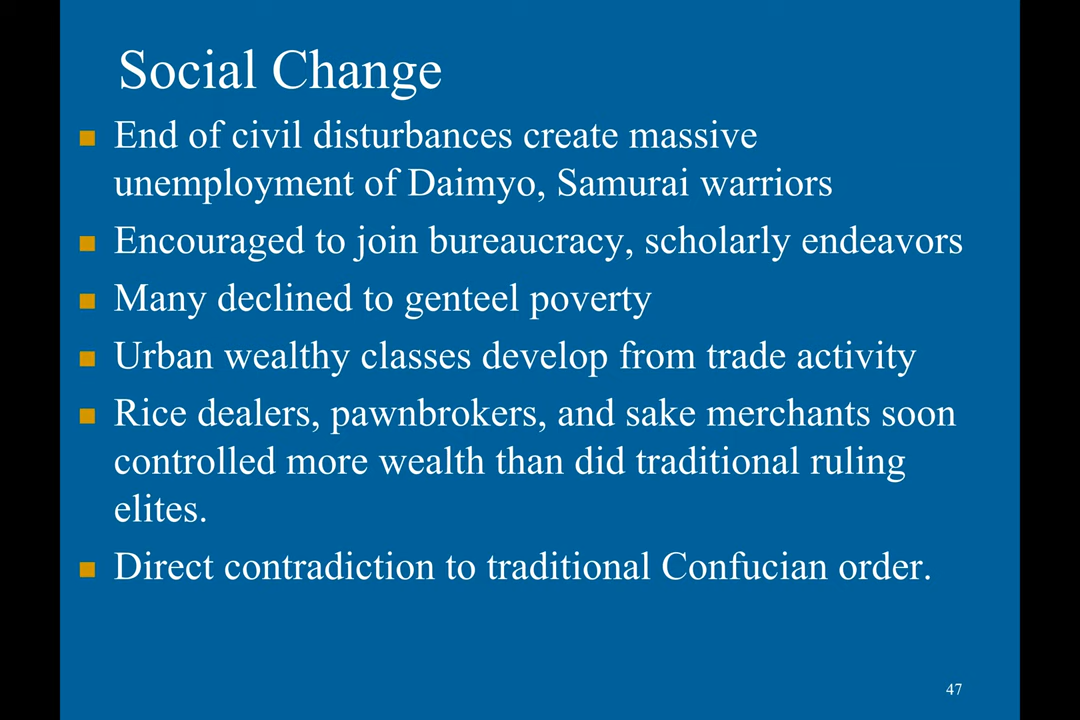 Social Change
End of civil disturbances create massive
unemployment of Daimyo, Samurai warriors
Encouraged to join bureaucracy, scholarly endeavors
Many declined to genteel poverty
Urban wealthy classes develop from trade activity
Rice dealers, pawnbrokers, and sake merchants soon
controlled more wealth than did traditional ruling
elites.
Direct contradiction to traditional Confucian order.
47